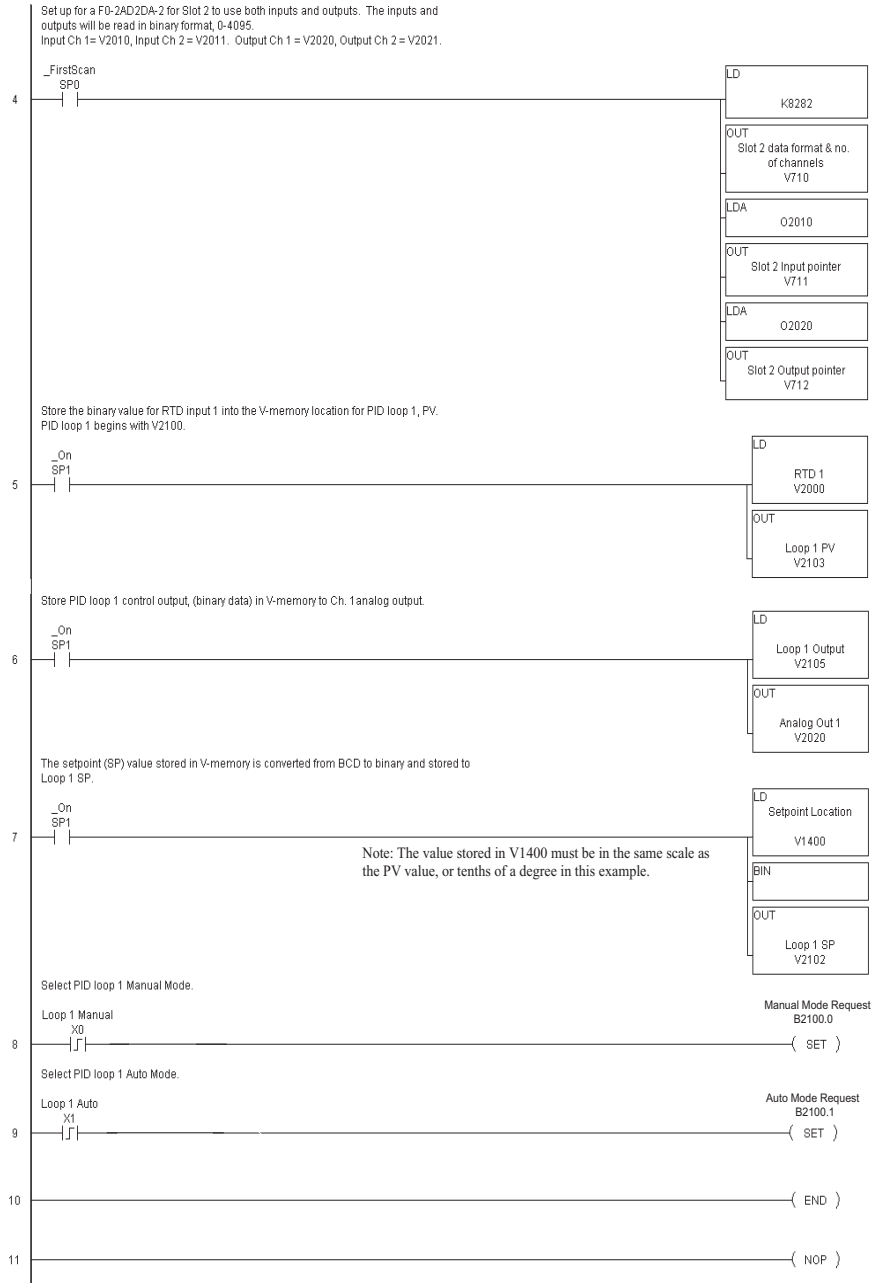 Set up for a F0-2AD2DA-2 for Slot 2 to use both inputs and outputs. The inputs and
outputs will be read in binary format, 0-4095.
Input Ch 1= V2010, Input Ch 2 = V2011. Output Ch 1 = V2020, Output Ch 2 = V2021.
_FirstScan
SP0
4
LD
K8282
OUT
Slot 2 data format & no.
of channels
V710
LDA
O2010
OUT
Slot 2 Input pointer
V711
LDA
O2020
OUT
Slot 2 Output pointer
V712
Store the binary value for RTD input 1 into the V-memory location for PID loop 1, PV.
PID loop 1 begins with V2100.
_On
SP1
5
LD
RTD 1
V2000
OUT
Loop 1 PV
V2103
Store PID loop 1 control output, (binary data) in V-memory to Ch. 1analog output.
_On
SP1
6
LD
Loop 1 Output
V2105
OUT
Analog Out 1
V2020
The setpoint (SP) value stored in V-memory is converted from BCD to binary and stored to
Loop 1 SP.
_On
SP1
7
LD
Setpoint Location
V1400
Note: The value stored in V1400 must be in the same scale as
the PV value, or tenths of a degree in this example.
BIN
OUT
Loop 1 SP
V2102
Select PID loop 1 Manual Mode.
Loop 1 Manual
X0
8
Manual Mode Request
B2100.0
SET
Select PID loop 1 Auto Mode.
Loop 1 Auto
X1
9
Auto Mode Request
B2100.1
SET
10
END
11
NOP